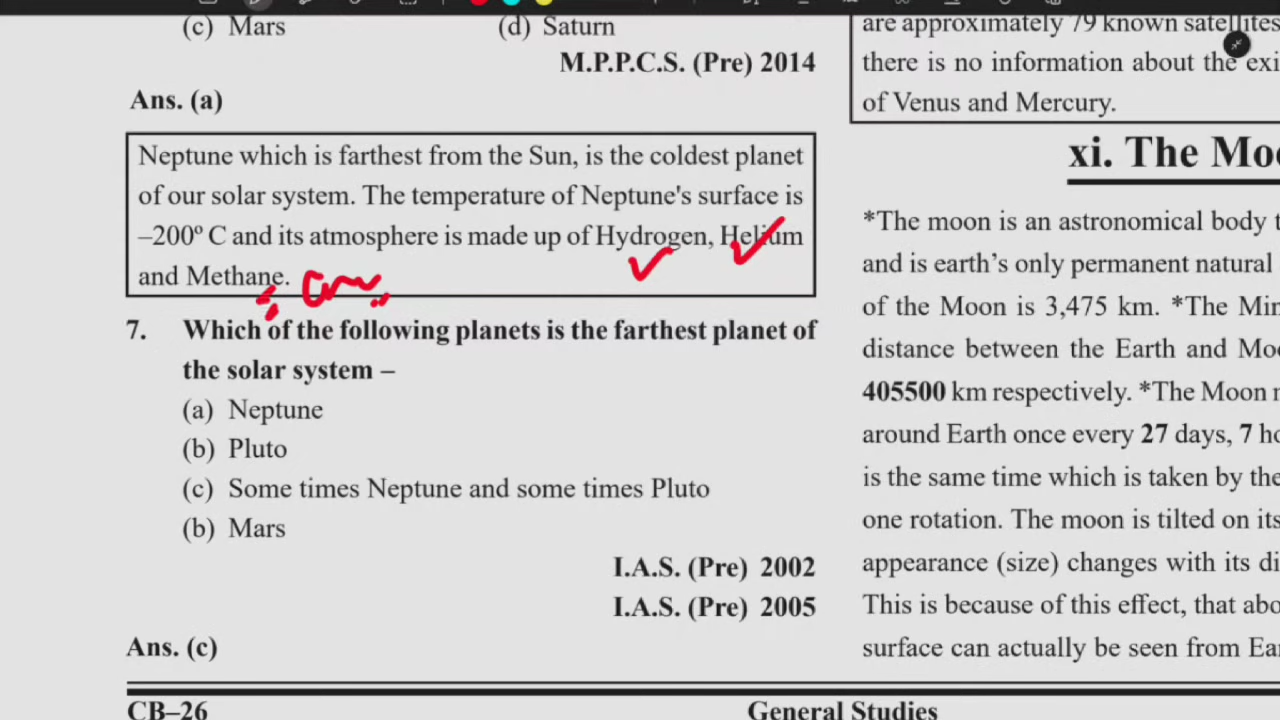 (c) Mars (d) Saturn
M.P.P.C.S. (Pre) 2014
Ans. (a)
Neptune which is farthest from the Sun, is the coldest planet
of our solar system. The temperature of Neptune's surface is
–200º C and its atmosphere is made up of Hydrogen, Helium
and Methane.
7. Which of the following planets is the farthest planet of
the solar system –
(a) Neptune
(b) Pluto
(c) Some times Neptune and some times Pluto
(b) Mars
I.A.S. (Pre) 2002
I.A.S. (Pre) 2005
Ans. (c)
CB–26
General Studies
are approximately 79 known satellites
there is no information about the exi
of Venus and Mercury.
xi. The Moo
*The moon is an astronomical body t
and is earth’s only permanent natural
of the Moon is 3,475 km. *The Min
distance between the Earth and Moo
405500 km respectively. *The Moon r
around Earth once every 27 days, 7 ho
is the same time which is taken by the
one rotation. The moon is tilted on its
appearance (size) changes with its di
This is because of this effect, that abo
surface can actually be seen from Ear